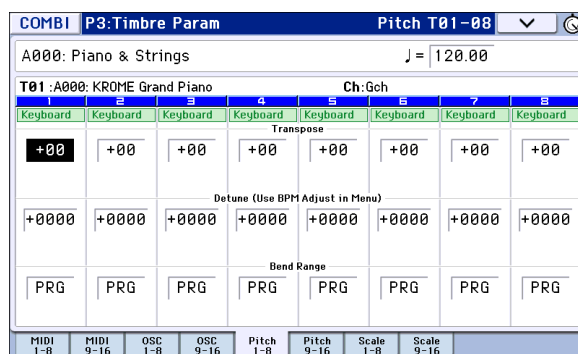 COMBI P3:Timbre Param Pitch T01-08
A000: Piano & Strings ♩= 120.00
T01 :A000: KROME Grand Piano Ch:Gch
1 2 3 4 5 6 7 8
Keyboard Keyboard Keyboard Keyboard Keyboard Keyboard Keyboard Keyboard
Transpose
+00 +00 +00 +00 +00 +00 +00 +00
Detune (Use BPM Adjust in Menu)
+0000 +0000 +0000 +0000 +0000 +0000 +0000 +0000
Bend Range
PRG PRG PRG PRG PRG PRG PRG PRG
MIDI MIDI OSC OSC Pitch Pitch Scale Scale
1-8 9-16 1-8 9-16 1-8 9-16 1-8 9-16